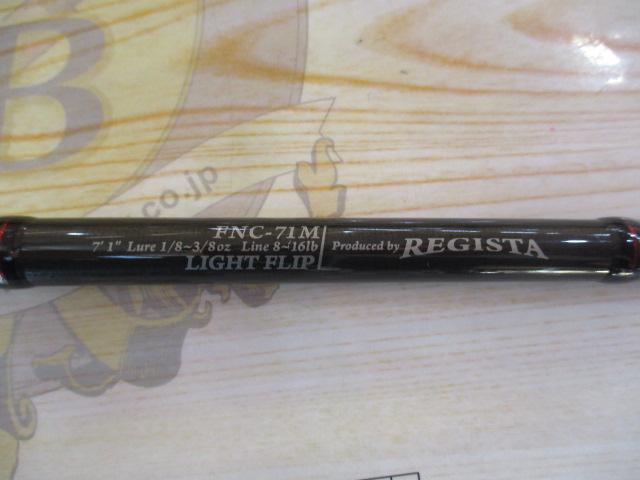 B
.co.jp
FNC-71M
7' 1" Lure 1/8~3/8oz Line 8~16lb
LIGHT FLIP
Produced by REGISTA